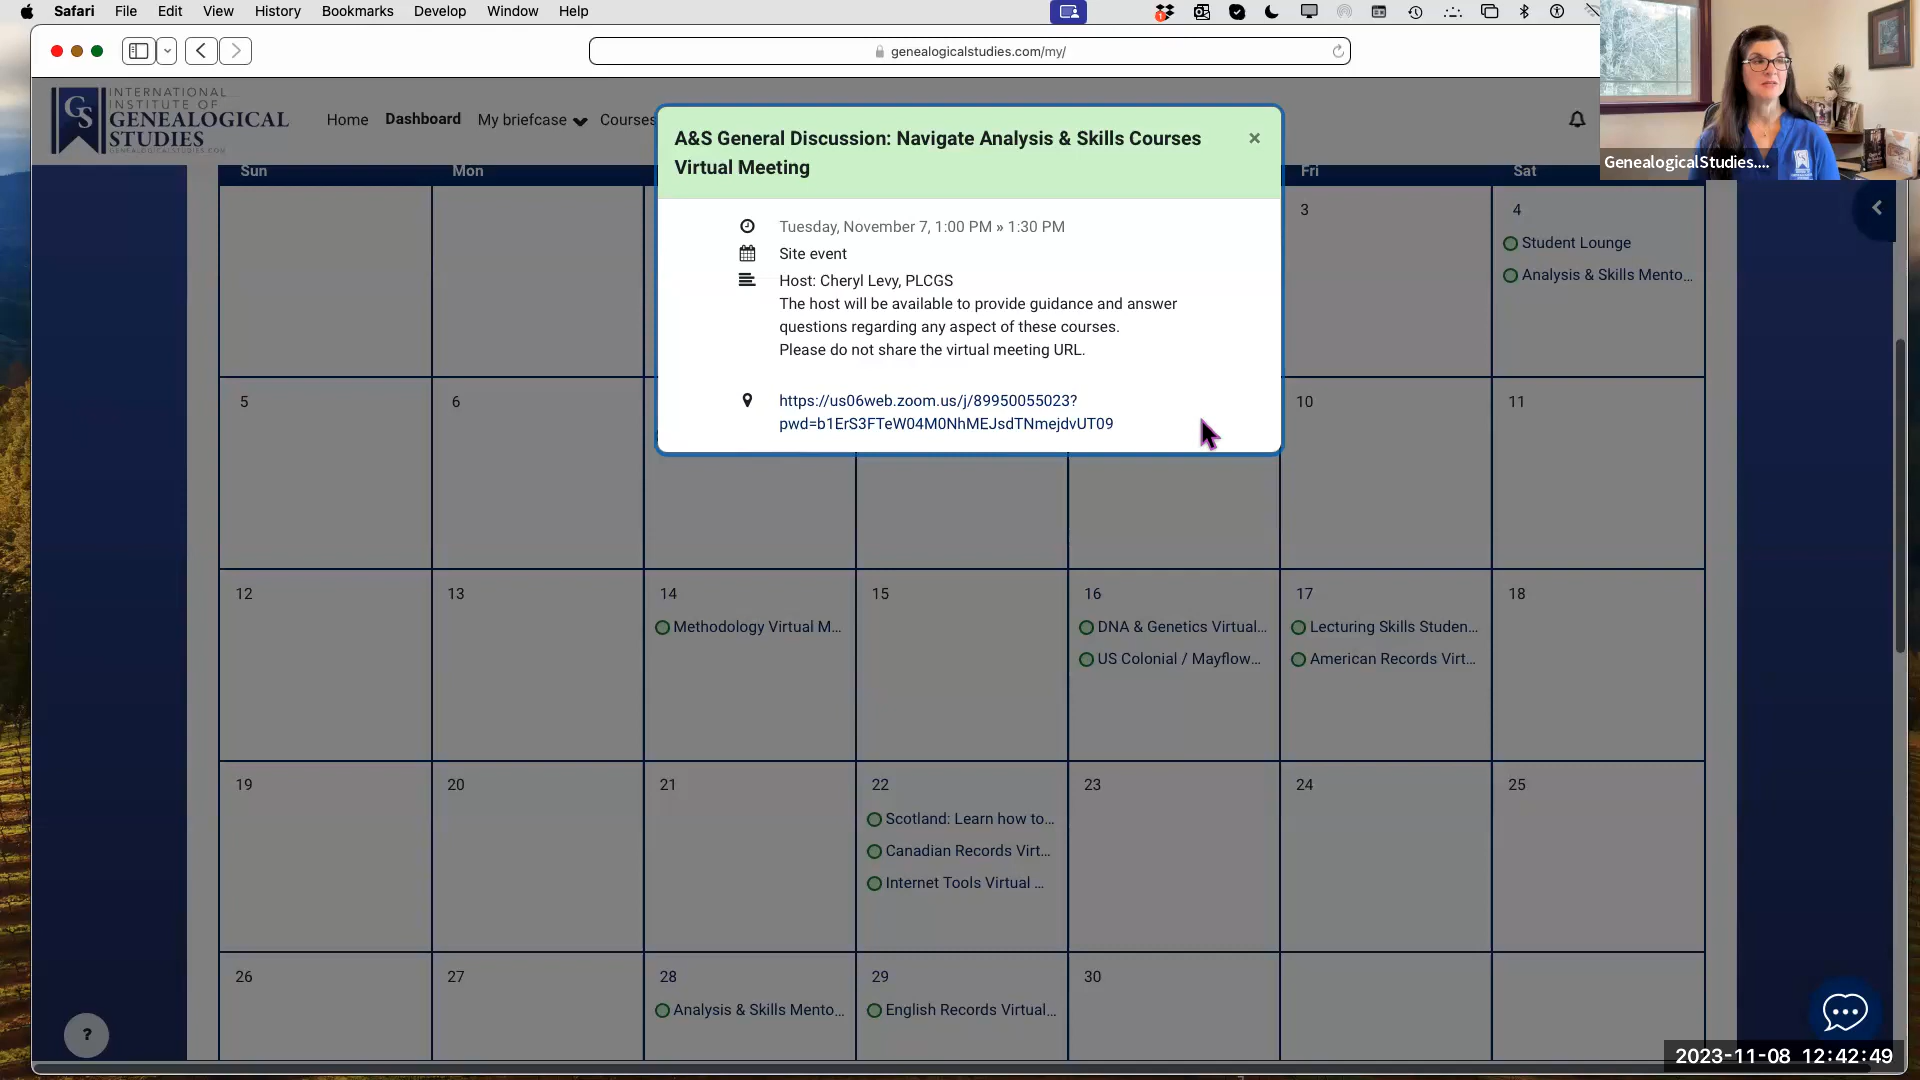 Safari File Edit View History Bookmarks Develop Window Help
genealogicalstudies.com/my/
INTERNATIONAL
INSTITUTE OF
GENEALOGICAL
STUDIES
GENEALOGICALSTUDIES.COM
GS
Home Dashboard My briefcase Courses
GenealogicalStudies....
A&S General Discussion: Navigate Analysis & Skills Courses
Virtual Meeting
×
Tuesday, November 7, 1:00 PM » 1:30 PM
Site event
Host: Cheryl Levy, PLCGS
The host will be available to provide guidance and answer
questions regarding any aspect of these courses.
Please do not share the virtual meeting URL.
https://us06web.zoom.us/j/89950055023?
pwd=b1ErS3FTeW04M0NhMEJsdTNmejdvUT09
Sun Mon Fri Sat
3 4
Student Lounge
Analysis & Skills Mento...
5 6 10 11
12 13 14 15 16 17 18
Methodology Virtual M... DNA & Genetics Virtual... Lecturing Skills Studen...
US Colonial / Mayflow... American Records Virt...
19 20 21 22 23 24 25
Scotland: Learn how to...
Canadian Records Virt...
Internet Tools Virtual ...
26 27 28 29 30
Analysis & Skills Mento... English Records Virtual...
?
2023-11-08 12:42:49